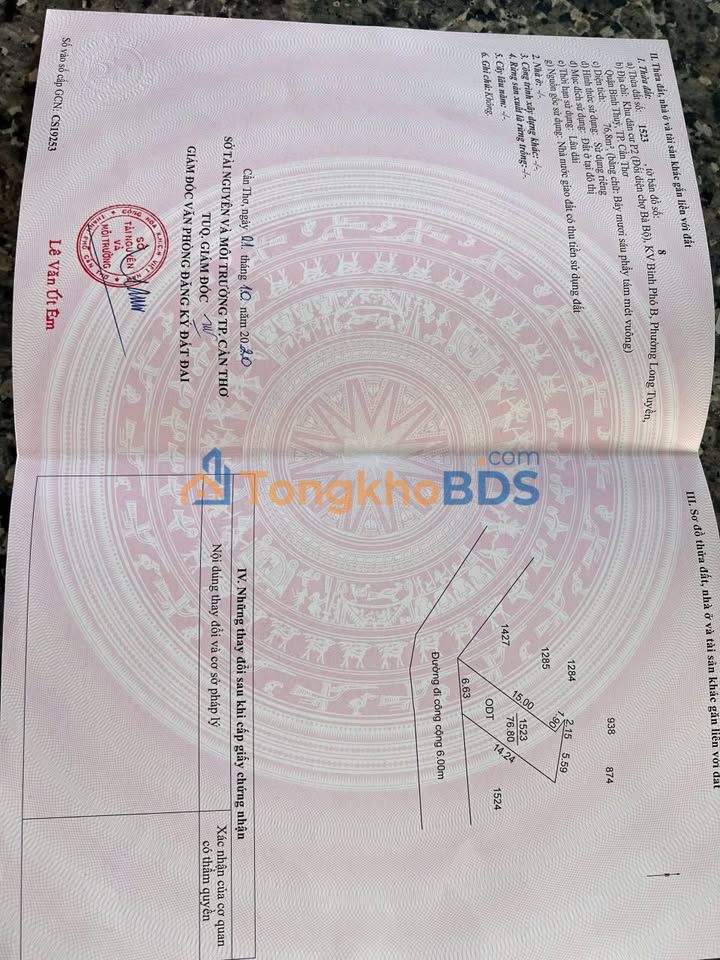 II. Thửa đất, nhà ở và tài sản khác gắn liền với đất
1. Thửa đất:
a) Thửa đất số: 1523 , tờ bản đồ số: 8
b) Địa chỉ: Khu dân cư P2 (Đối diện chợ Bà Bộ), KV Bình Phó B, Phường Long Tuyền,
Quận Bình Thuỷ, TP. Cần Thơ
c) Diện tích: 76,8m², (bằng chữ: Bảy mươi sáu phẩy tám mét vuông)
d) Hình thức sử dụng: Sử dụng riêng
đ) Mục đích sử dụng: Đất ở tại đô thị
e) Thời hạn sử dụng: Lâu dài
g) Nguồn gốc sử dụng: Nhà nước giao đất có thu tiền sử dụng đất
2. Nhà ở: -/-.
3. Công trình xây dựng khác: -/-.
4. Rừng sản xuất là rừng trồng: -/-.
5. Cây lâu năm: -/-.
6. Ghi chú: Không.
Cần Thơ, ngày 01 tháng 10 năm 2020
SỞ TÀI NGUYÊN VÀ MÔI TRƯỜNG TP. CẦN THƠ
TUQ. GIÁM ĐỐC
GIÁM ĐỐC VĂN PHÒNG ĐĂNG KÝ ĐẤT ĐAI
SỞ
TÀI NGUYÊN
VÀ
MÔI TRƯỜNG
Lê Văn Út Em
Số vào sổ cấp GCN: CS19253
III. Sơ đồ thửa đất, nhà ở và tài sản khác gắn liền với đất
938
874
1284
1285
1427
2.15
5.59
15.00
1523
76.80
ODT
14.24
6.63
1524
Đường đi công cộng 6.00m
IV. Những thay đổi sau khi cấp giấy chứng nhận
Nội dung thay đổi và cơ sở pháp lý
Xác nhận của cơ quan
có thẩm quyền
TongkhoBDS
.com